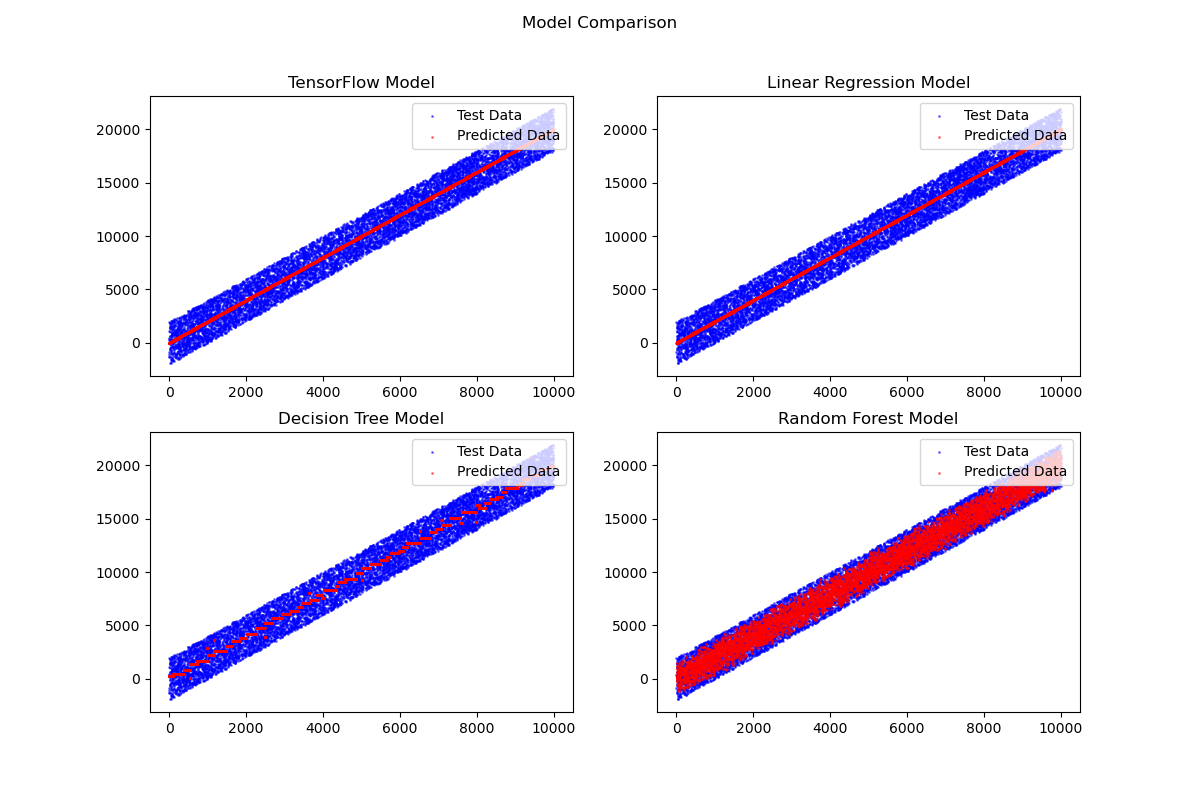 Model Comparison
TensorFlow Model
Test Data
Predicted Data
20000
15000
10000
5000
0
0 2000 4000 6000 8000 10000
Linear Regression Model
Test Data
Predicted Data
20000
15000
10000
5000
0
0 2000 4000 6000 8000 10000
Decision Tree Model
Test Data
Predicted Data
20000
15000
10000
5000
0
0 2000 4000 6000 8000 10000
Random Forest Model
Test Data
Predicted Data
20000
15000
10000
5000
0
0 2000 4000 6000 8000 10000